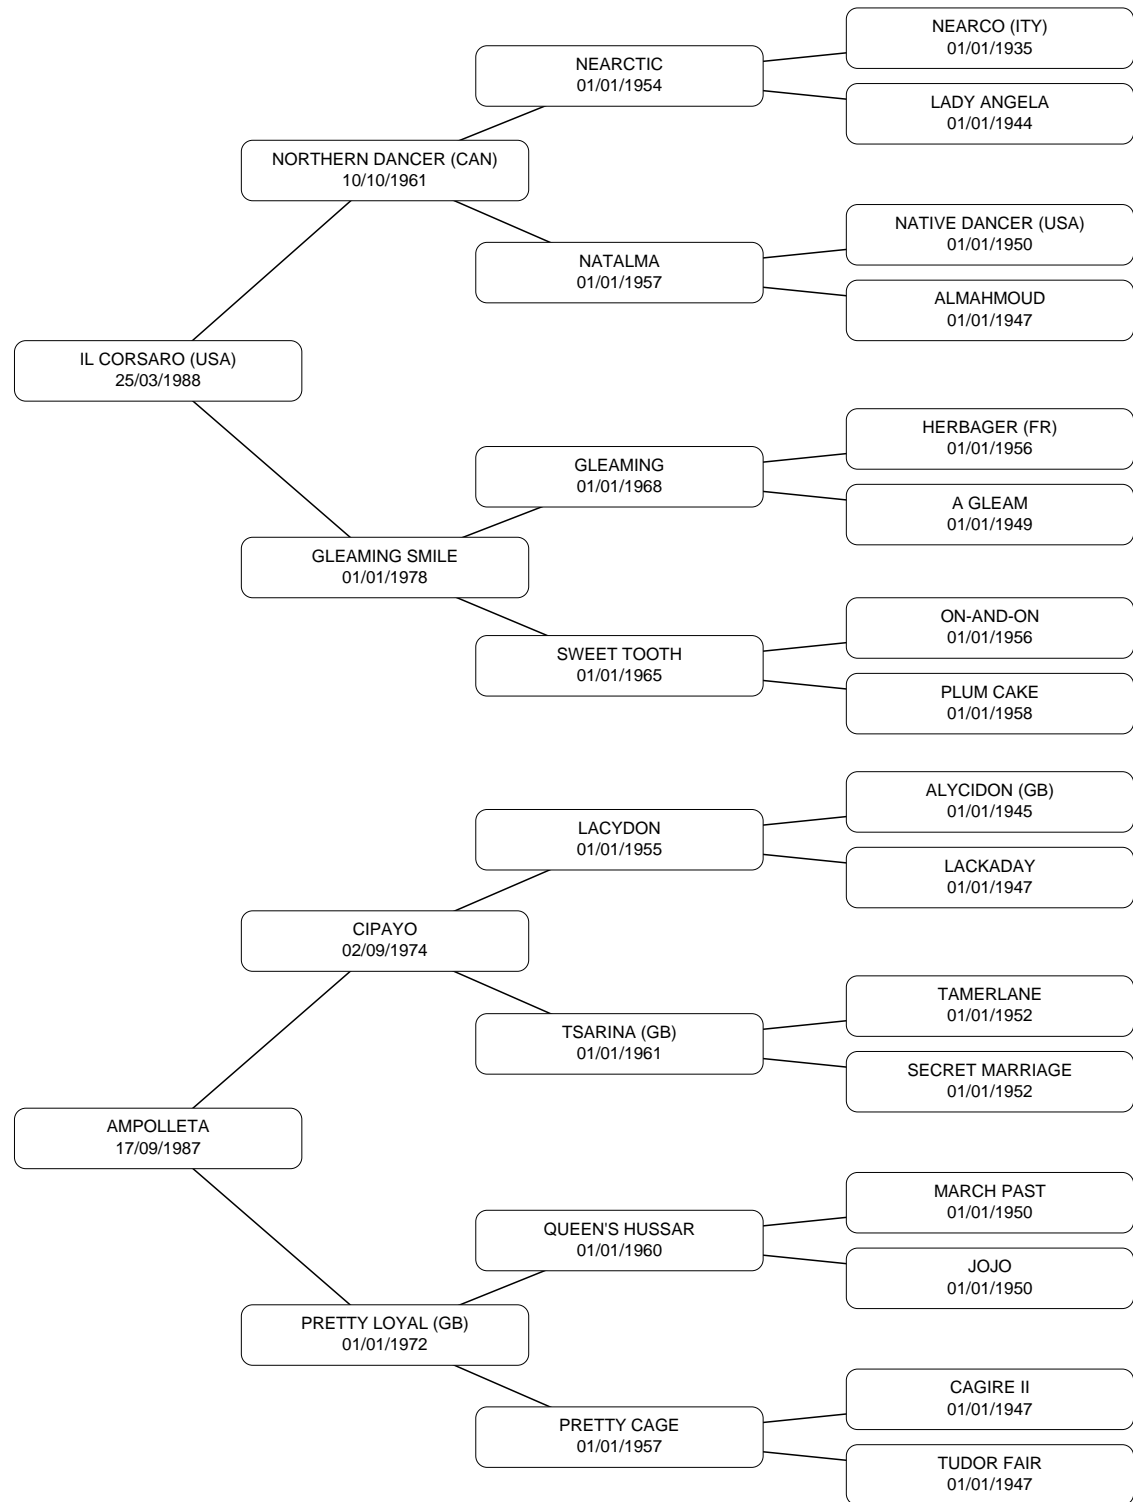 NEARCO (ITY)
01/01/1935
NEARCTIC
01/01/1954
LADY ANGELA
01/01/1944
NORTHERN DANCER (CAN)
10/10/1961
NATIVE DANCER (USA)
01/01/1950
NATALMA
01/01/1957
ALMAHMOUD
01/01/1947
IL CORSARO (USA)
25/03/1988
HERBAGER (FR)
01/01/1956
GLEAMING
01/01/1968
A GLEAM
01/01/1949
GLEAMING SMILE
01/01/1978
ON-AND-ON
01/01/1956
SWEET TOOTH
01/01/1965
PLUM CAKE
01/01/1958
ALYCIDON (GB)
01/01/1945
LACYDON
01/01/1955
LACKADAY
01/01/1947
CIPAYO
02/09/1974
TAMERLANE
01/01/1952
TSARINA (GB)
01/01/1961
SECRET MARRIAGE
01/01/1952
AMPOLLETA
17/09/1987
MARCH PAST
01/01/1950
QUEEN'S HUSSAR
01/01/1960
JOJO
01/01/1950
PRETTY LOYAL (GB)
01/01/1972
CAGIRE II
01/01/1947
PRETTY CAGE
01/01/1957
TUDOR FAIR
01/01/1947